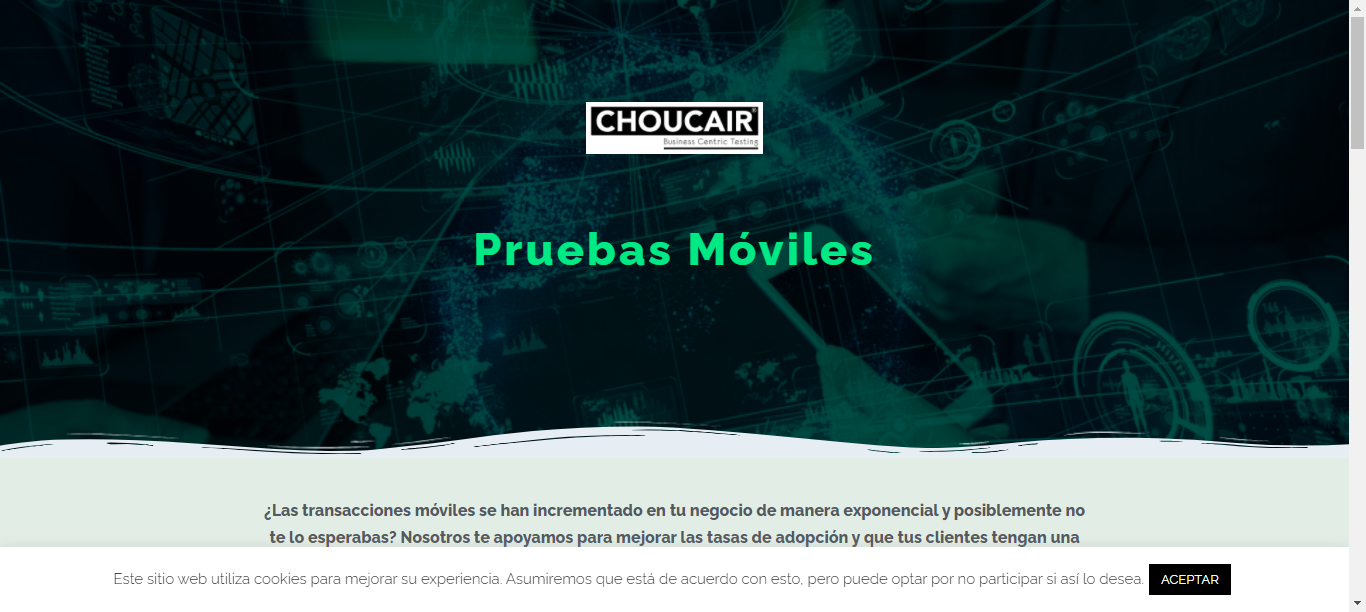 CHOUCAIR®
Business Centric Testing
Pruebas Móviles
¿Las transacciones móviles se han incrementado en tu negocio de manera exponencial y posiblemente no
te lo esperabas? Nosotros te apoyamos para mejorar las tasas de adopción y que tus clientes tengan una
Este sitio web utiliza cookies para mejorar su experiencia. Asumiremos que está de acuerdo con esto, pero puede optar por no participar si así lo desea. ACEPTAR